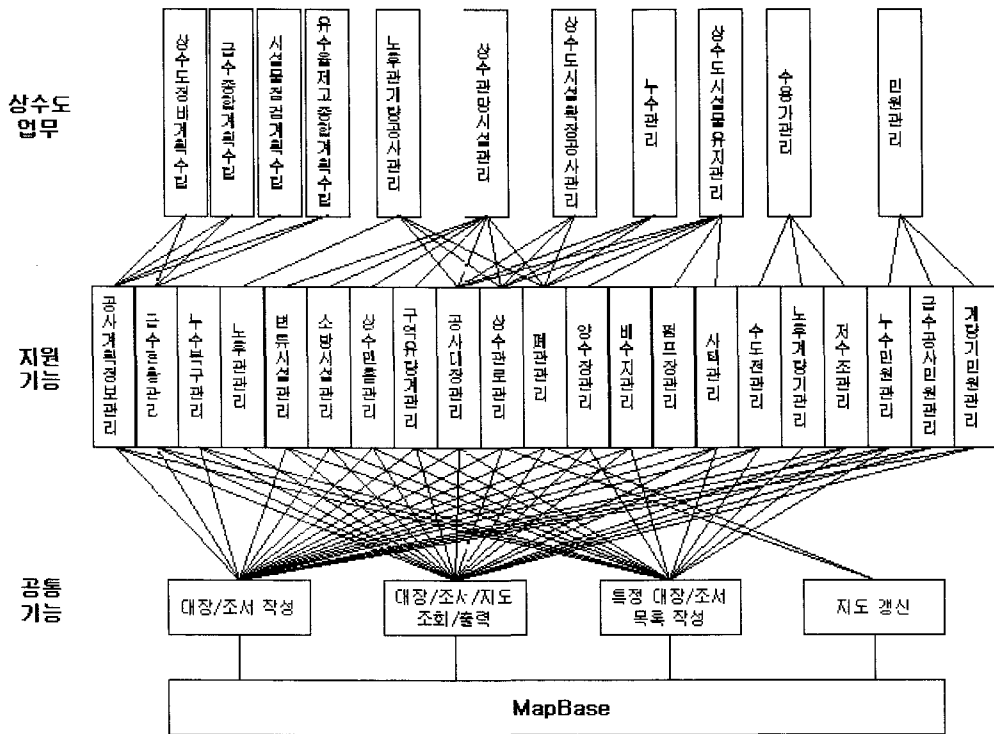 상수도
업무
상수도정비계획수립
급수종합계획수립
시설물점검계획수립
유수율제고종합계획수립
노후관개량공사관리
상수관망시설관리
상수도시설확장공사관리
누수관리
상수도시설물유지관리
수용가관리
민원관리
지원
기능
공사계획정보관리
급수전출관리
누수복구관리
노후관관리
변류시설관리
소방시설관리
상수맨홀관리
구역유량계관리
공사대장관리
상수관로관리
폐관관리
양수장관리
배수지관리
펌프장관리
사택관리
수도전관리
노후계량기관리
저수조관리
누수민원관리
급수공사민원관리
계량기민원관리
공통
기능
대장/조서 작성
대장/조사/지도
조회/출력
특정 대장/조서
목록 작성
지도 갱신
MapBase